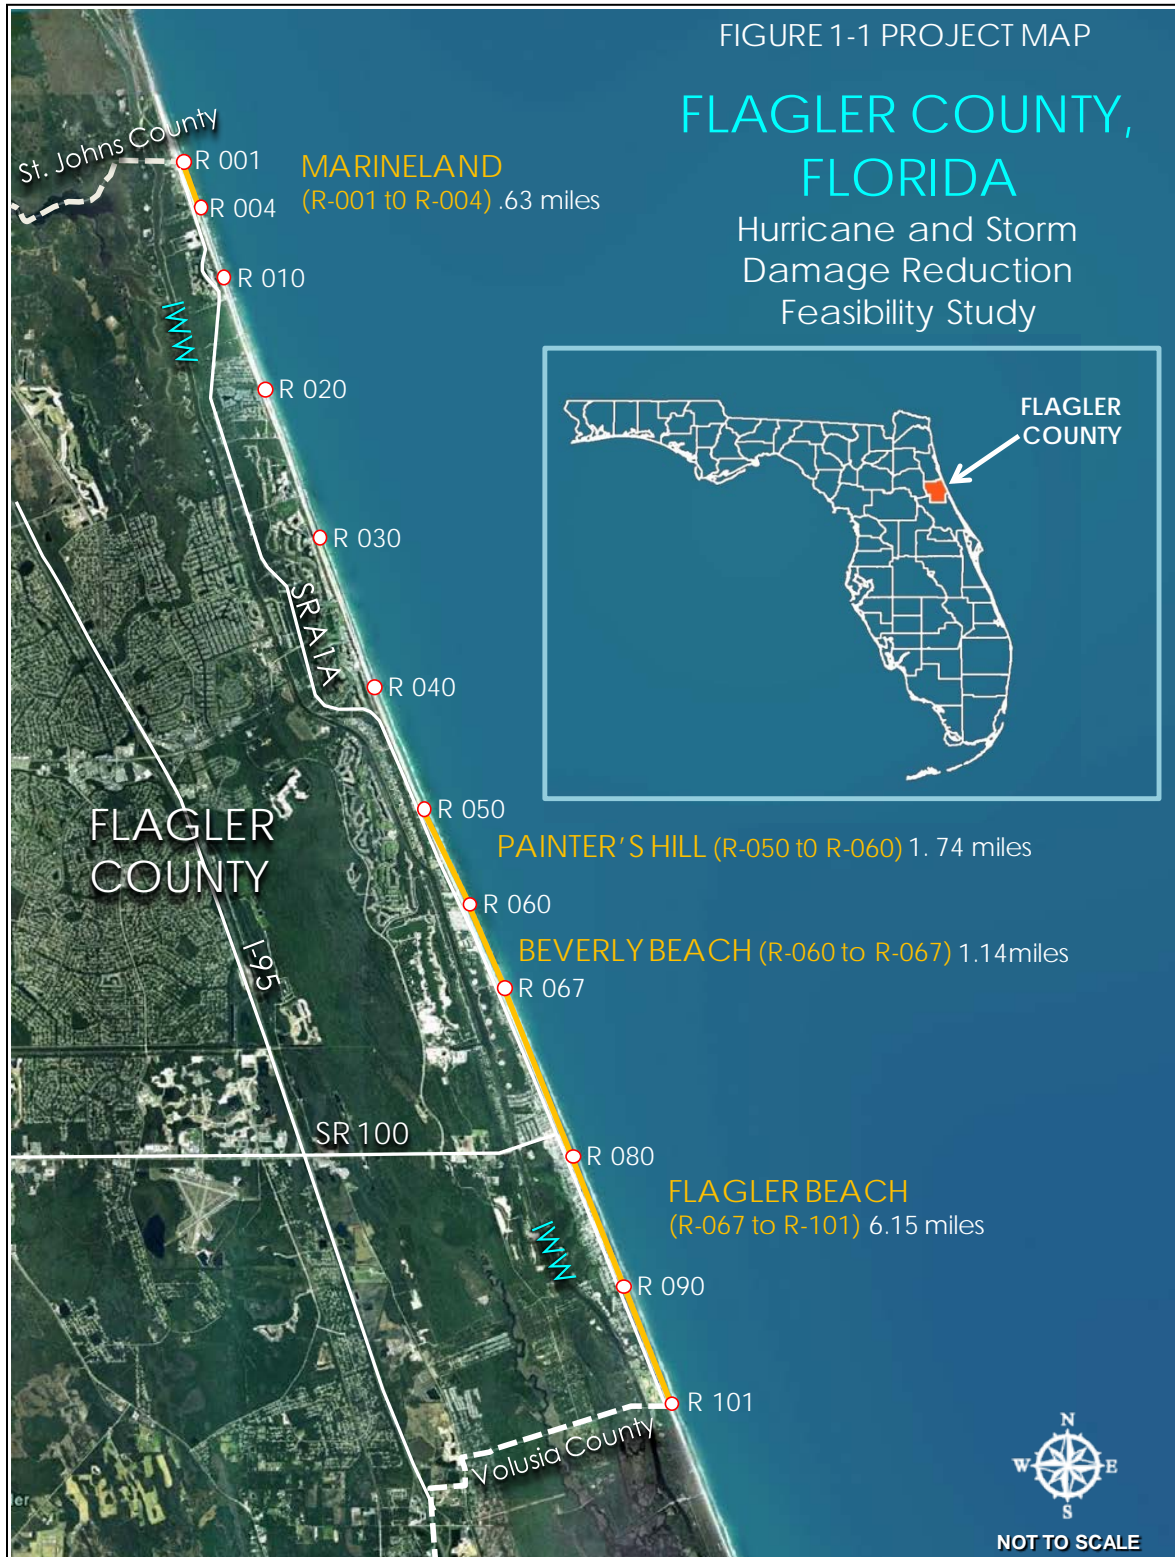 FIGURE 1-1 PROJECT MAP
FLAGLER COUNTY,
FLORIDA
Hurricane and Storm
Damage Reduction
Feasibility Study
St. Johns County
R 001
MARINELAND
(R-001 t0 R-004) .63 miles
R 004
R 010
IWW
R 020
FLAGLER
COUNTY
R 030
SR A1A
R 040
R 050
FLAGLER
COUNTY
PAINTER'S HILL (R-050 t0 R-060) 1. 74 miles
R 060
I-95
BEVERLY BEACH (R-060 to R-067) 1.14miles
R 067
SR 100
R 080
FLAGLER BEACH
(R-067 to R-101) 6.15 miles
IWW
R 090
R 101
Volusia County
N
W E
S
NOT TO SCALE